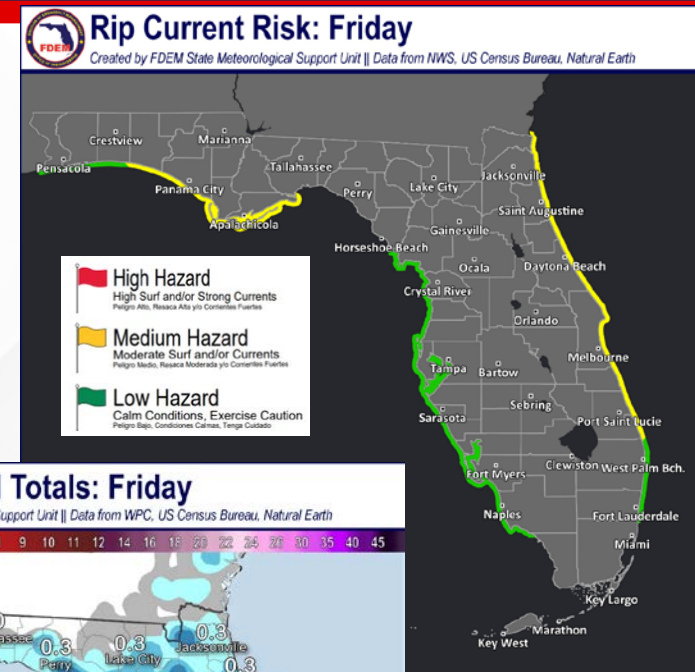 FDEM
Rip Current Risk: Friday
Created by FDEM State Meteorological Support Unit || Data from NWS, US Census Bureau, Natural Earth
Crestview
Marianna
Pensacola
Tallahassee
Panama City
Perry
Lake City
Jacksonville
Apalachicola
Saint Augustine
Gainesville
Horseshoe Beach
Ocala
Daytona Beach
Crystal River
Orlando
Melbourne
Tampa
Bartow
Sebring
Sarasota
Port Saint Lucie
Clewiston
West Palm Bch.
Fort Myers
Naples
Fort Lauderdale
Miami
Key Largo
Marathon
Key West
High Hazard
High Surf and/or Strong Currents
Peligro Alto, Resaca Alta y/o Corrientes Fuertes
Medium Hazard
Moderate Surf and/or Currents
Peligro Medio, Resaca Moderada y/o Corrientes Fuertes
Low Hazard
Calm Conditions, Exercise Caution
Peligro Bajo, Condiciones Calmas, Tenga Cuidado
Totals: Friday
Support Unit || Data from WPC, US Census Bureau, Natural Earth
9 10 11 12 14 16 18 20 22 24 26 30 35 40 45
assee
0.3
Perry
0.3
Lake City
0.3
Jacksonville
0.3